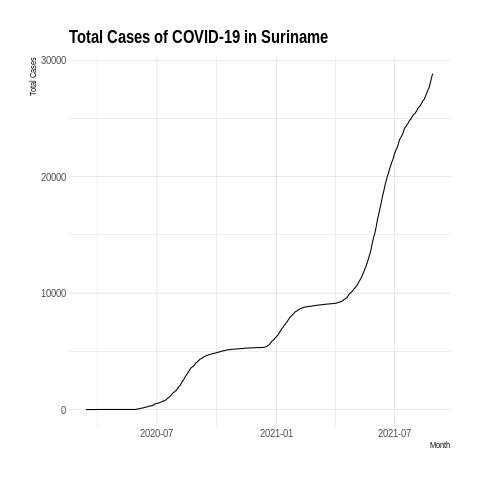 Total Cases of COVID-19 in Suriname
Total Cases
30000
20000
10000
0
2020-07
2021-01
2021-07
Month